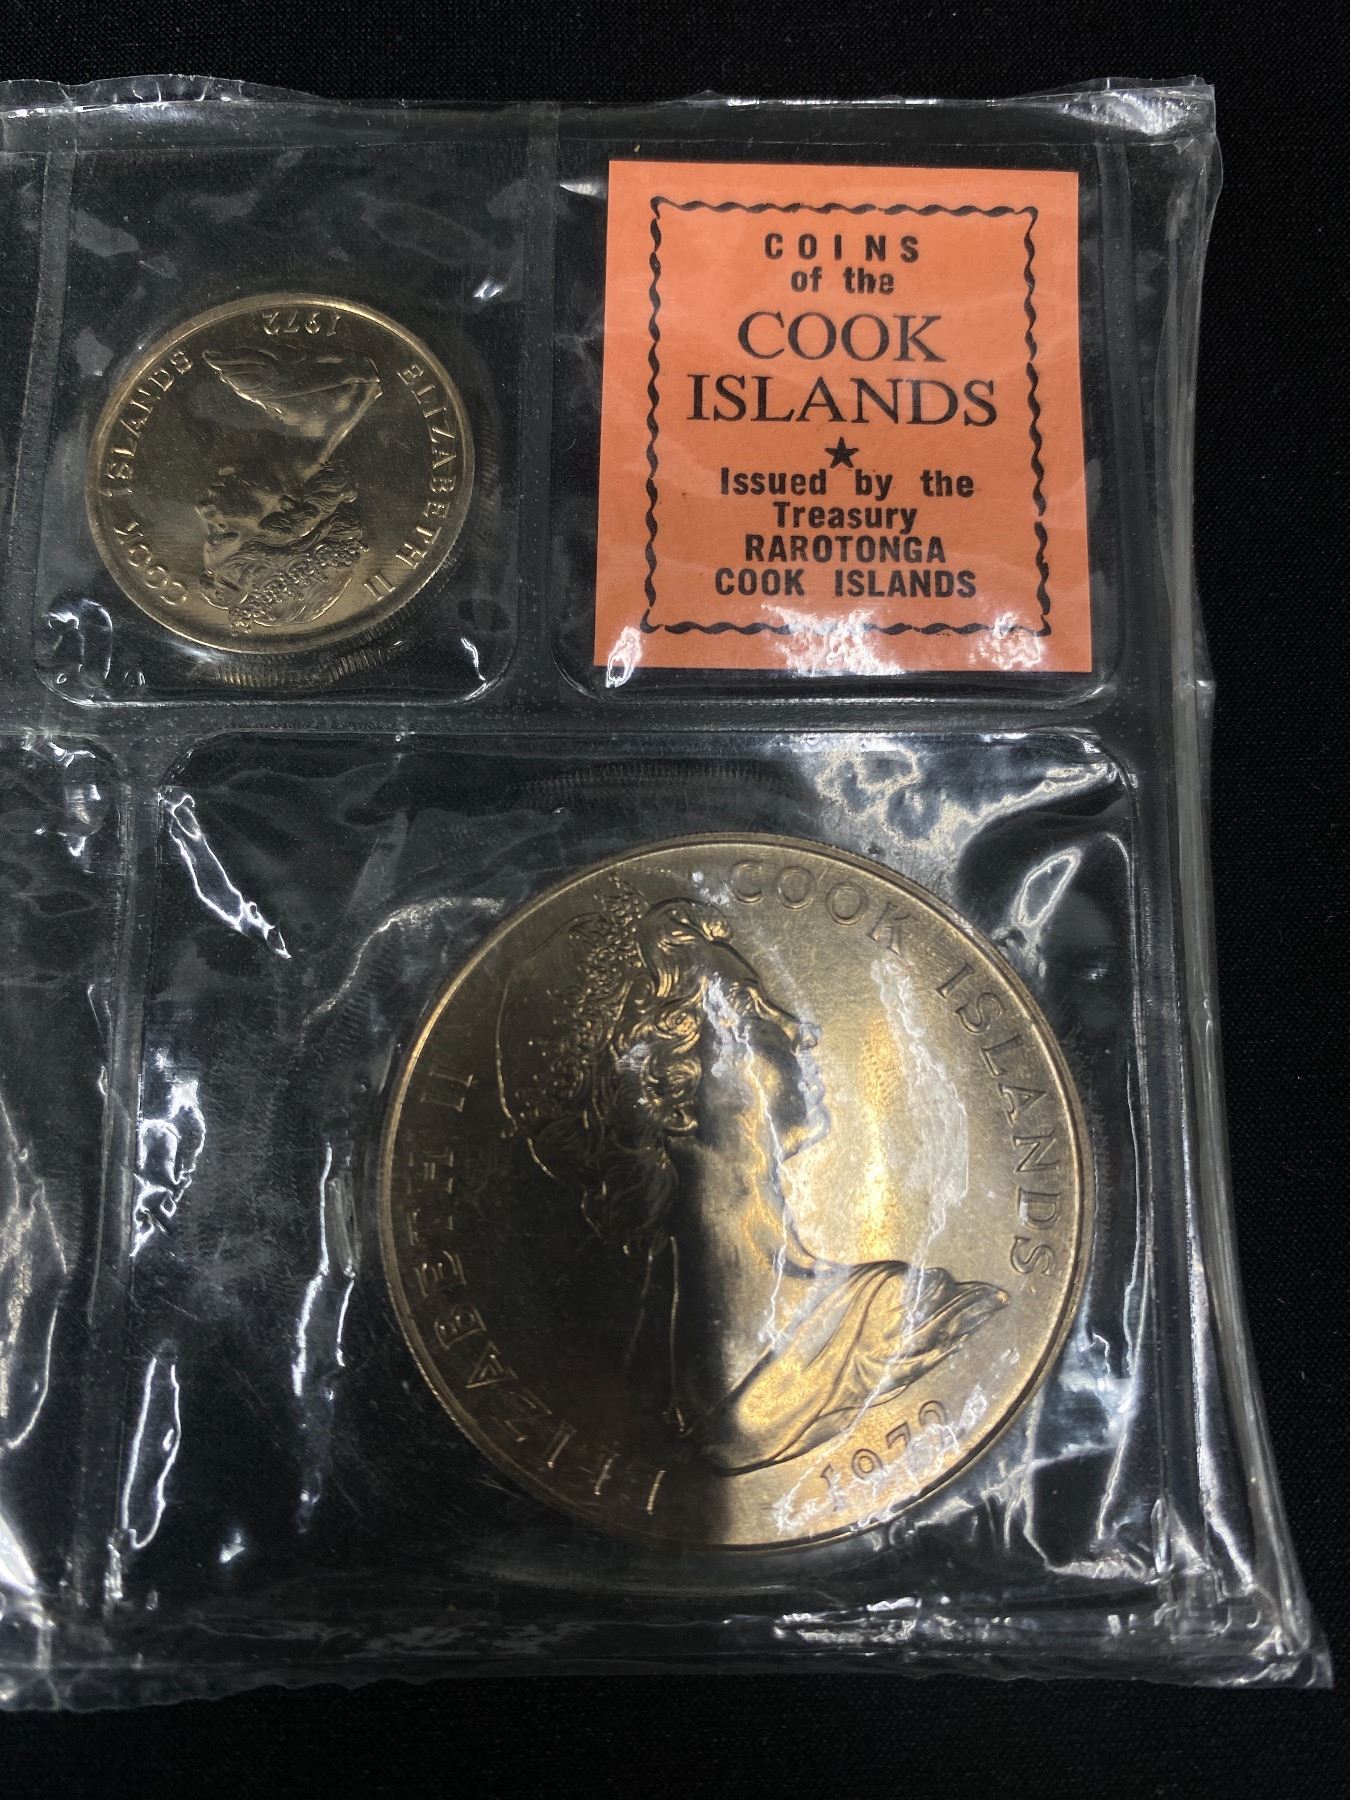 COINS
of the
COOK
ISLANDS
★
Issued by the
Treasury
RAROTONGA
COOK ISLANDS
COOK ISLANDS
1972
ELIZABETH II
ELIZABETH II
COOK ISLANDS
1972